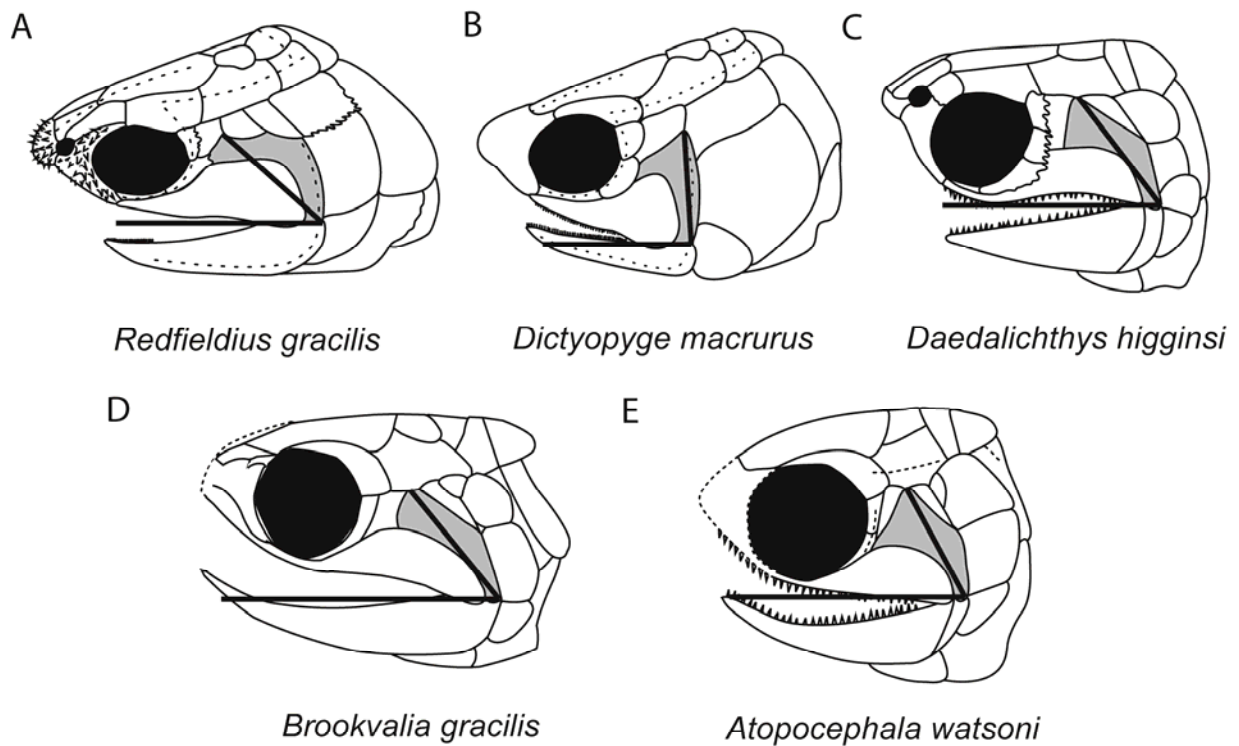 A
B
C
Redfieldius gracilis
Dictyopyge macrurus
Daedalichthys higginsi
D
E
Brookvalia gracilis
Atopocephala watsoni